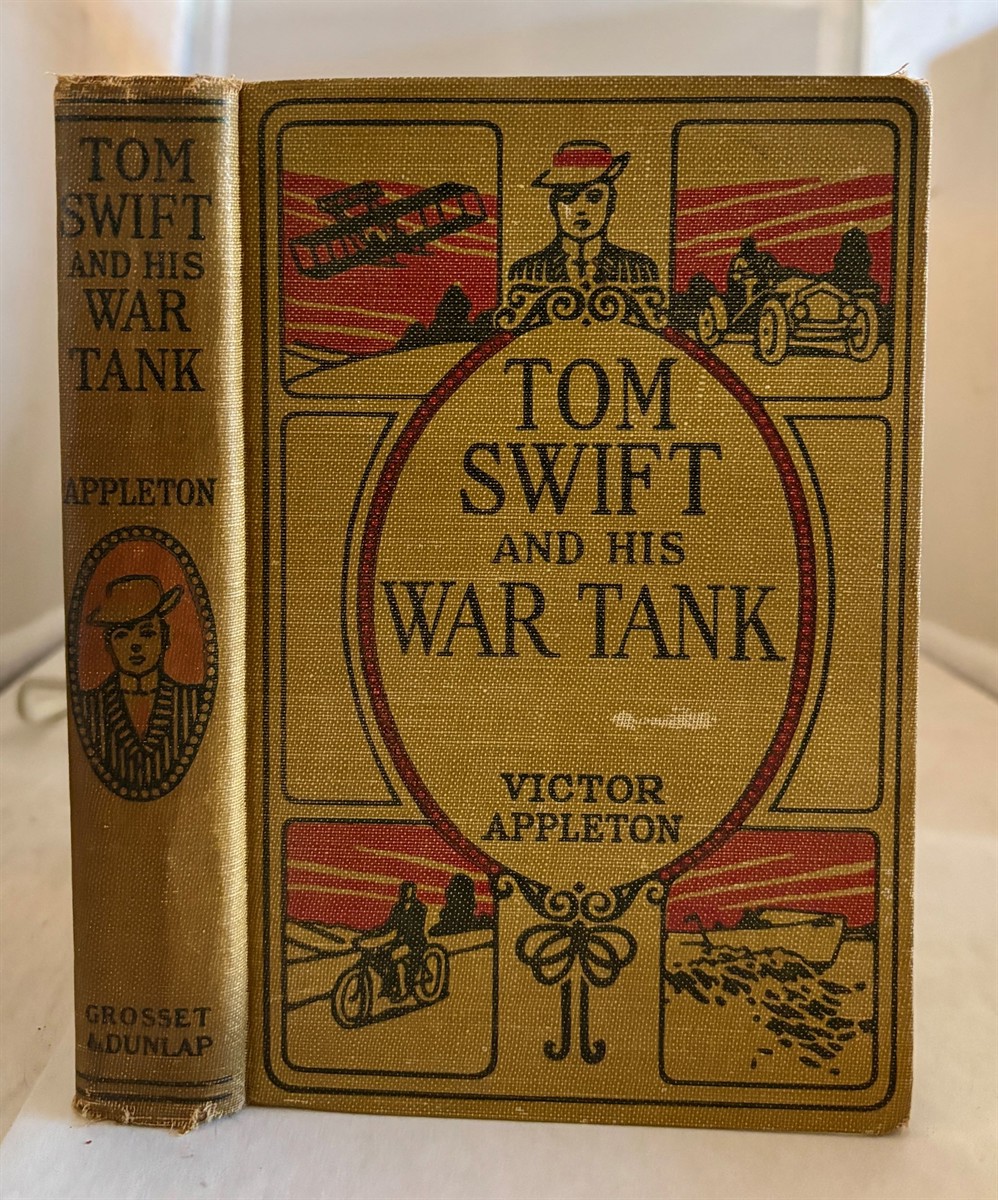 TOM
SWIFT
AND HIS
WAR
TANK
APPLETON
GROSSET
& DUNLAP
TOM
SWIFT
AND HIS
WAR TANK
VICTOR
APPLETON